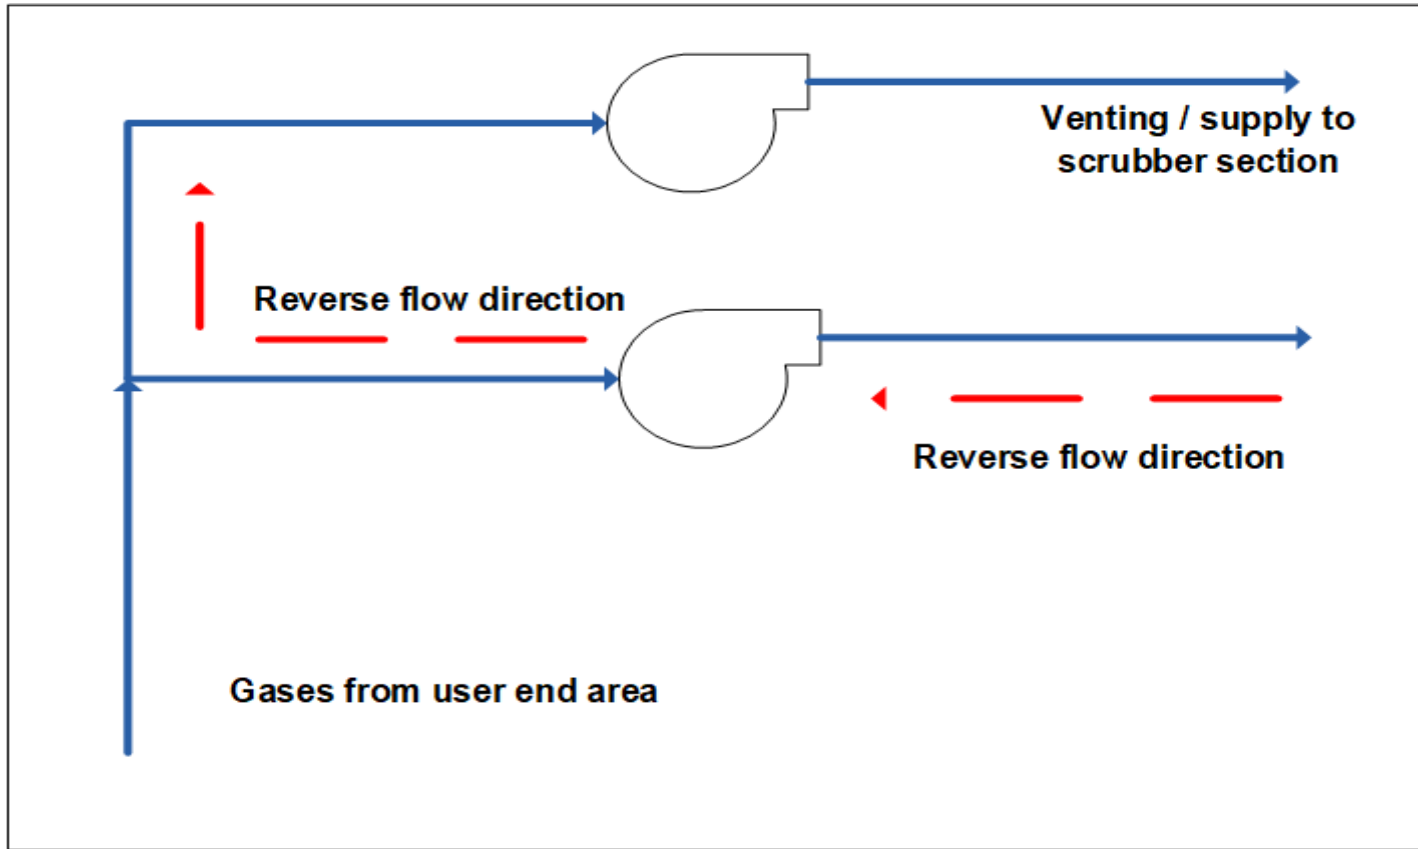 Venting / supply to
scrubber section
Reverse flow direction
Reverse flow direction
Gases from user end area